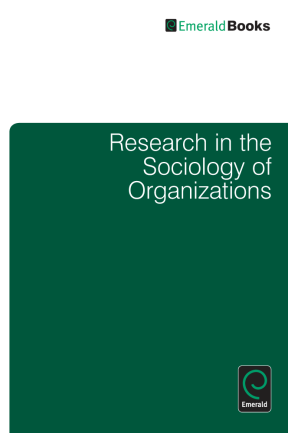 EmeraldBooks
Research in the
Sociology of
Organizations
Emerald